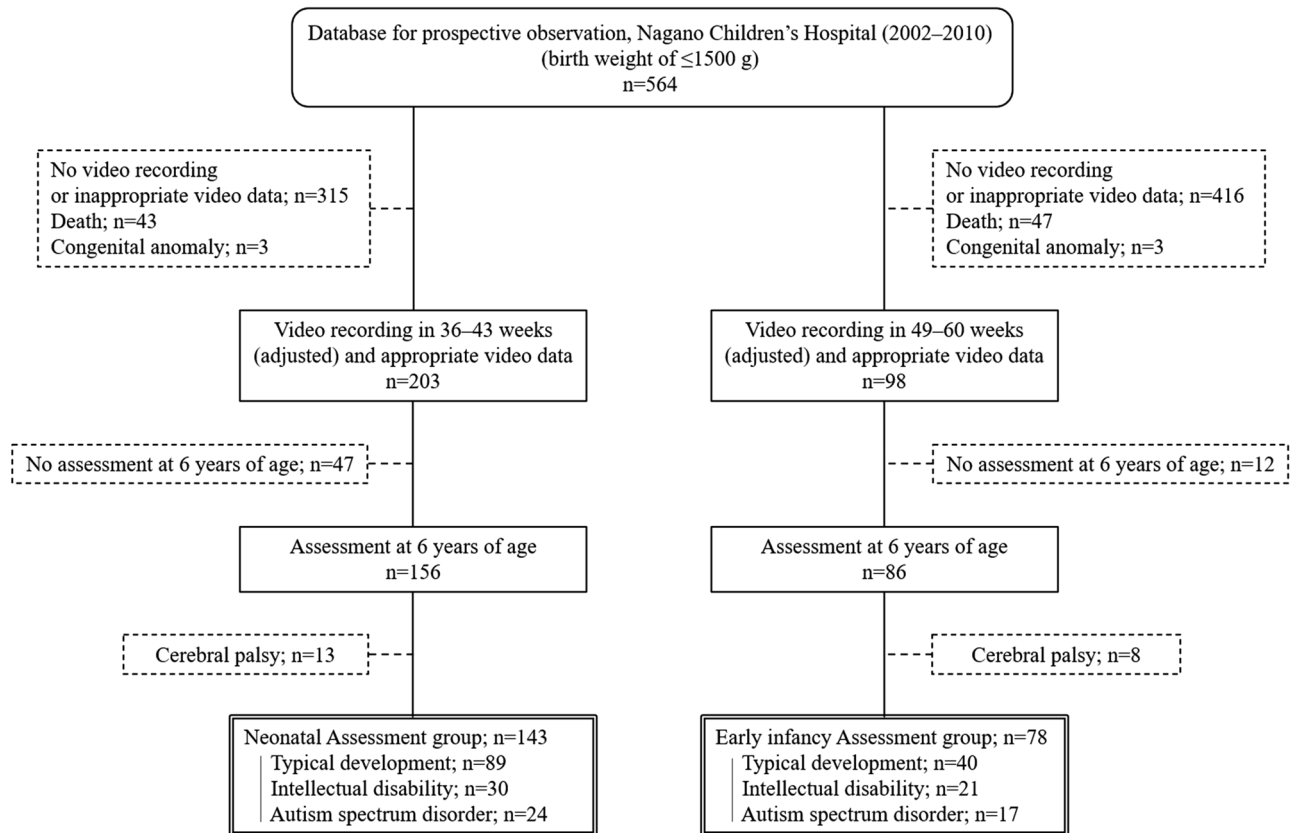 Database for prospective observation, Nagano Children’s Hospital (2002–2010)
(birth weight of ≤1500 g)
n=564
No video recording
or inappropriate video data; n=315
Death; n=43
Congenital anomaly; n=3
No video recording
or inappropriate video data; n=416
Death; n=47
Congenital anomaly; n=3
Video recording in 36–43 weeks
(adjusted) and appropriate video data
n=203
Video recording in 49–60 weeks
(adjusted) and appropriate video data
n=98
No assessment at 6 years of age; n=47
No assessment at 6 years of age; n=12
Assessment at 6 years of age
n=156
Assessment at 6 years of age
n=86
Cerebral palsy; n=13
Cerebral palsy; n=8
Neonatal Assessment group; n=143
Typical development; n=89
Intellectual disability; n=30
Autism spectrum disorder; n=24
Early infancy Assessment group; n=78
Typical development; n=40
Intellectual disability; n=21
Autism spectrum disorder; n=17